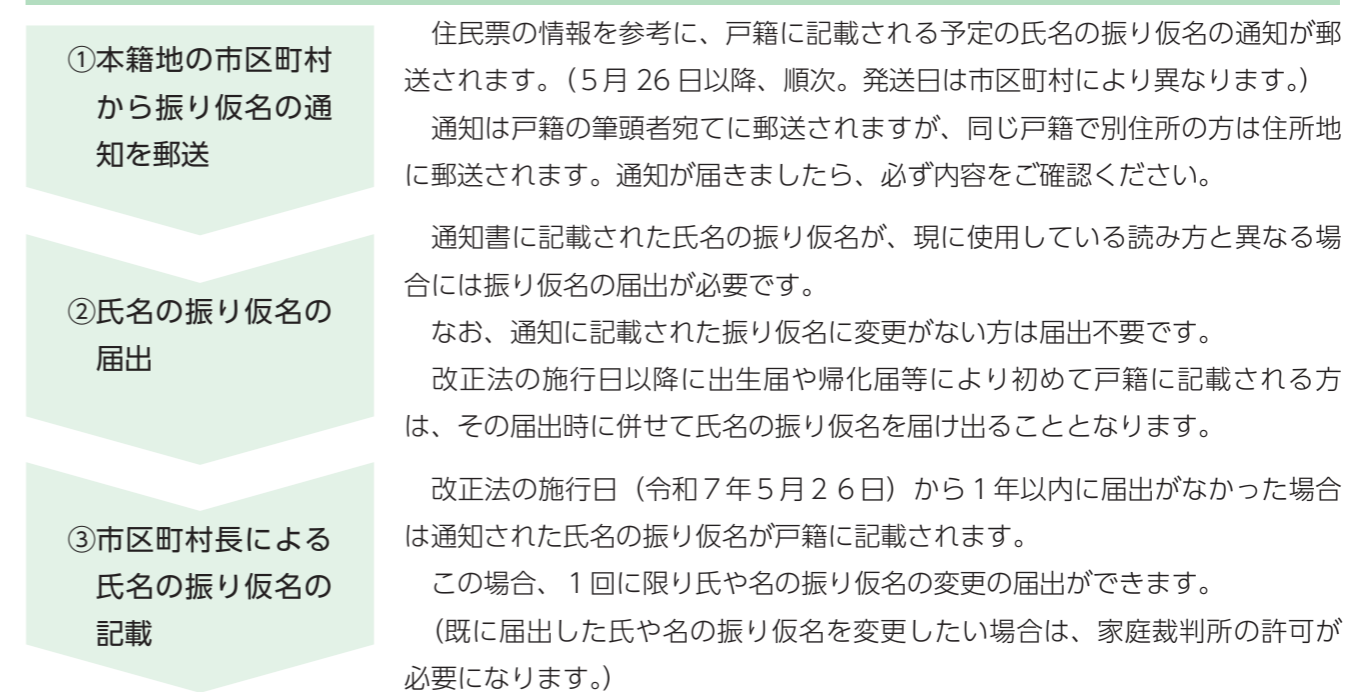 ①本籍地の市区町村
から振り仮名の通
知を郵送
住民票の情報を参考に、戸籍に記載される予定の氏名の振り仮名の通知が郵
送されます。（５月 26 日以降、順次。発送日は市区町村により異なります。）
通知は戸籍の筆頭者宛てに郵送されますが、同じ戸籍で別住所の方は住所地
に郵送されます。通知が届きましたら、必ず内容をご確認ください。
②氏名の振り仮名の
届出
通知書に記載された氏名の振り仮名が、現に使用している読み方と異なる場
合には振り仮名の届出が必要です。
なお、通知に記載された振り仮名に変更がない方は届出不要です。
改正法の施行日以降に出生届や帰化届等により初めて戸籍に記載される方
は、その届出時に併せて氏名の振り仮名を届け出ることとなります。
③市区町村長による
氏名の振り仮名の
記載
改正法の施行日（令和７年５月２６日）から１年以内に届出がなかった場合
は通知された氏名の振り仮名が戸籍に記載されます。
この場合、１回に限り氏や名の振り仮名の変更の届出ができます。
（既に届出した氏や名の振り仮名を変更したい場合は、家庭裁判所の許可が
必要になります。）